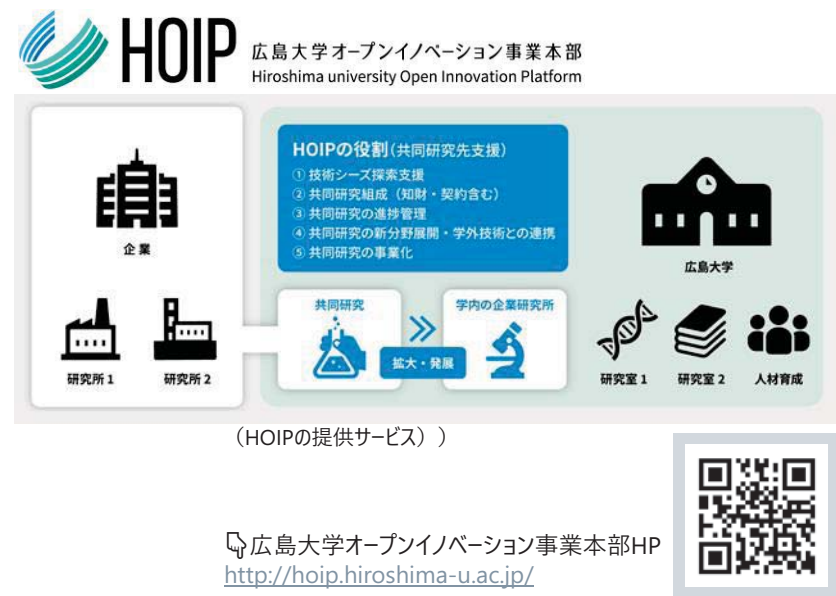 HOIP
広島大学オープンイノベーション事業本部
Hiroshima university Open Innovation Platform
企業
研究所1
研究所2
HOIPの役割(共同研究先支援)
① 技術シーズ探索支援
② 共同研究組成（知財・契約含む）
③ 共同研究の進捗管理
④ 共同研究の新分野展開・学外技術との連携
⑤ 共同研究の事業化
共同研究
拡大・発展
学内の企業研究所
広島大学
研究室1
研究室2
人材育成
（HOIPの提供サービス））
広島大学オープンイノベーション事業本部HP
http://hoip.hiroshima-u.ac.jp/